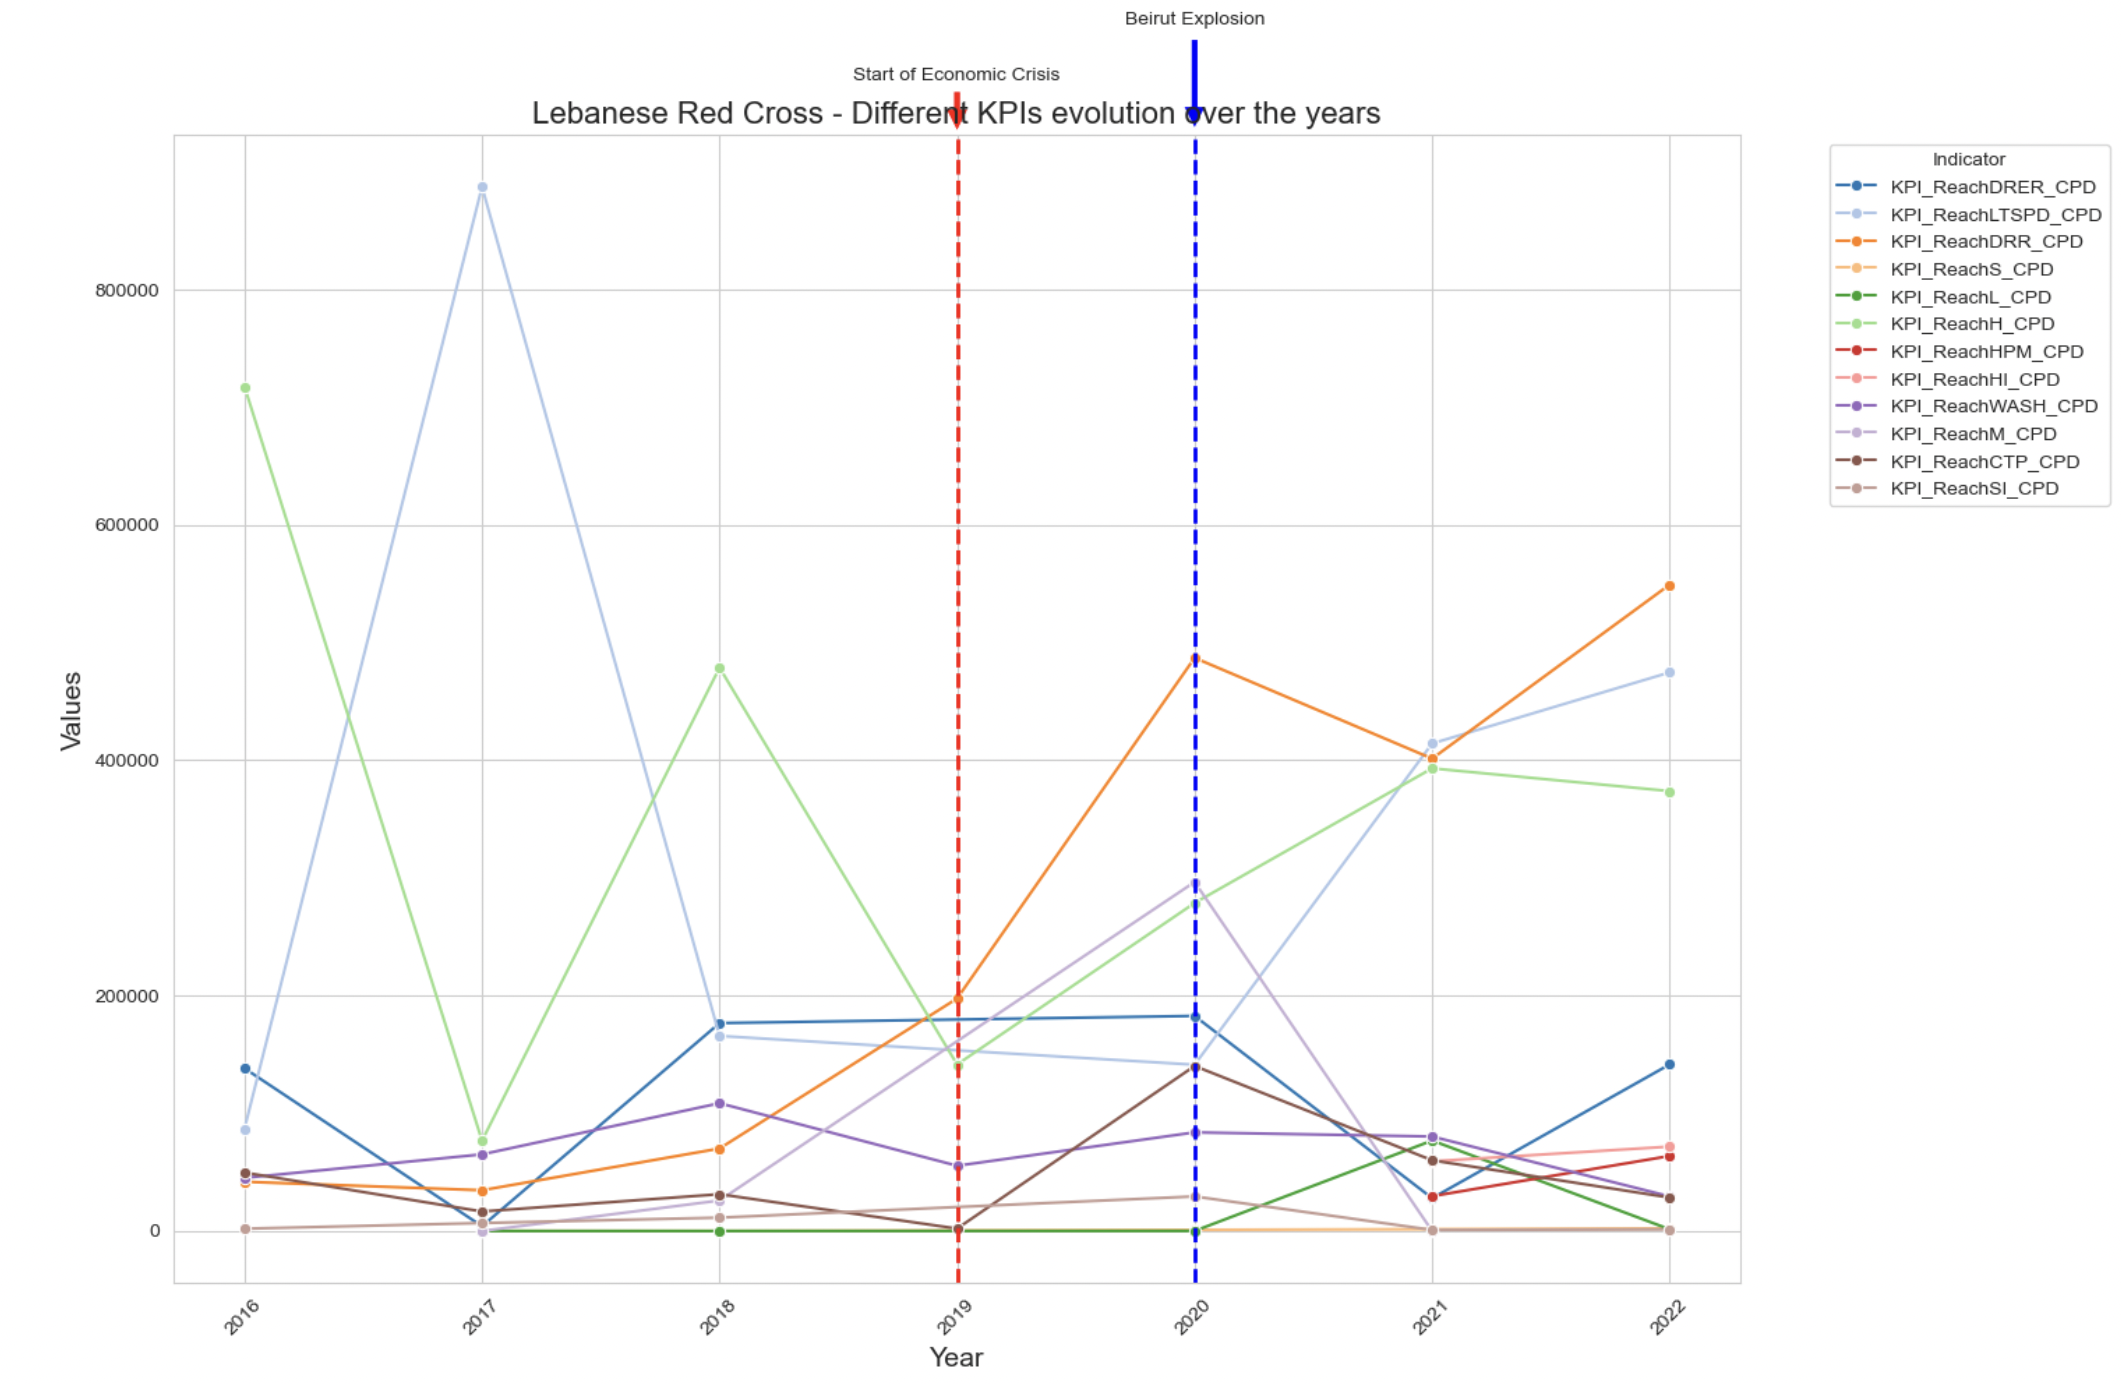 Beirut Explosion
Start of Economic Crisis
Lebanese Red Cross - Different KPIs evolution over the years
Indicator
KPI_ReachDRER_CPD
KPI_ReachLTSPD_CPD
KPI_ReachDRR_CPD
KPI_ReachS_CPD
KPI_ReachL_CPD
KPI_ReachH_CPD
KPI_ReachHPM_CPD
KPI_ReachHI_CPD
KPI_ReachWASH_CPD
KPI_ReachM_CPD
KPI_ReachCTP_CPD
KPI_ReachSI_CPD
Values
800000
600000
400000
200000
0
2016
2017
2018
2019
2020
2021
2022
Year